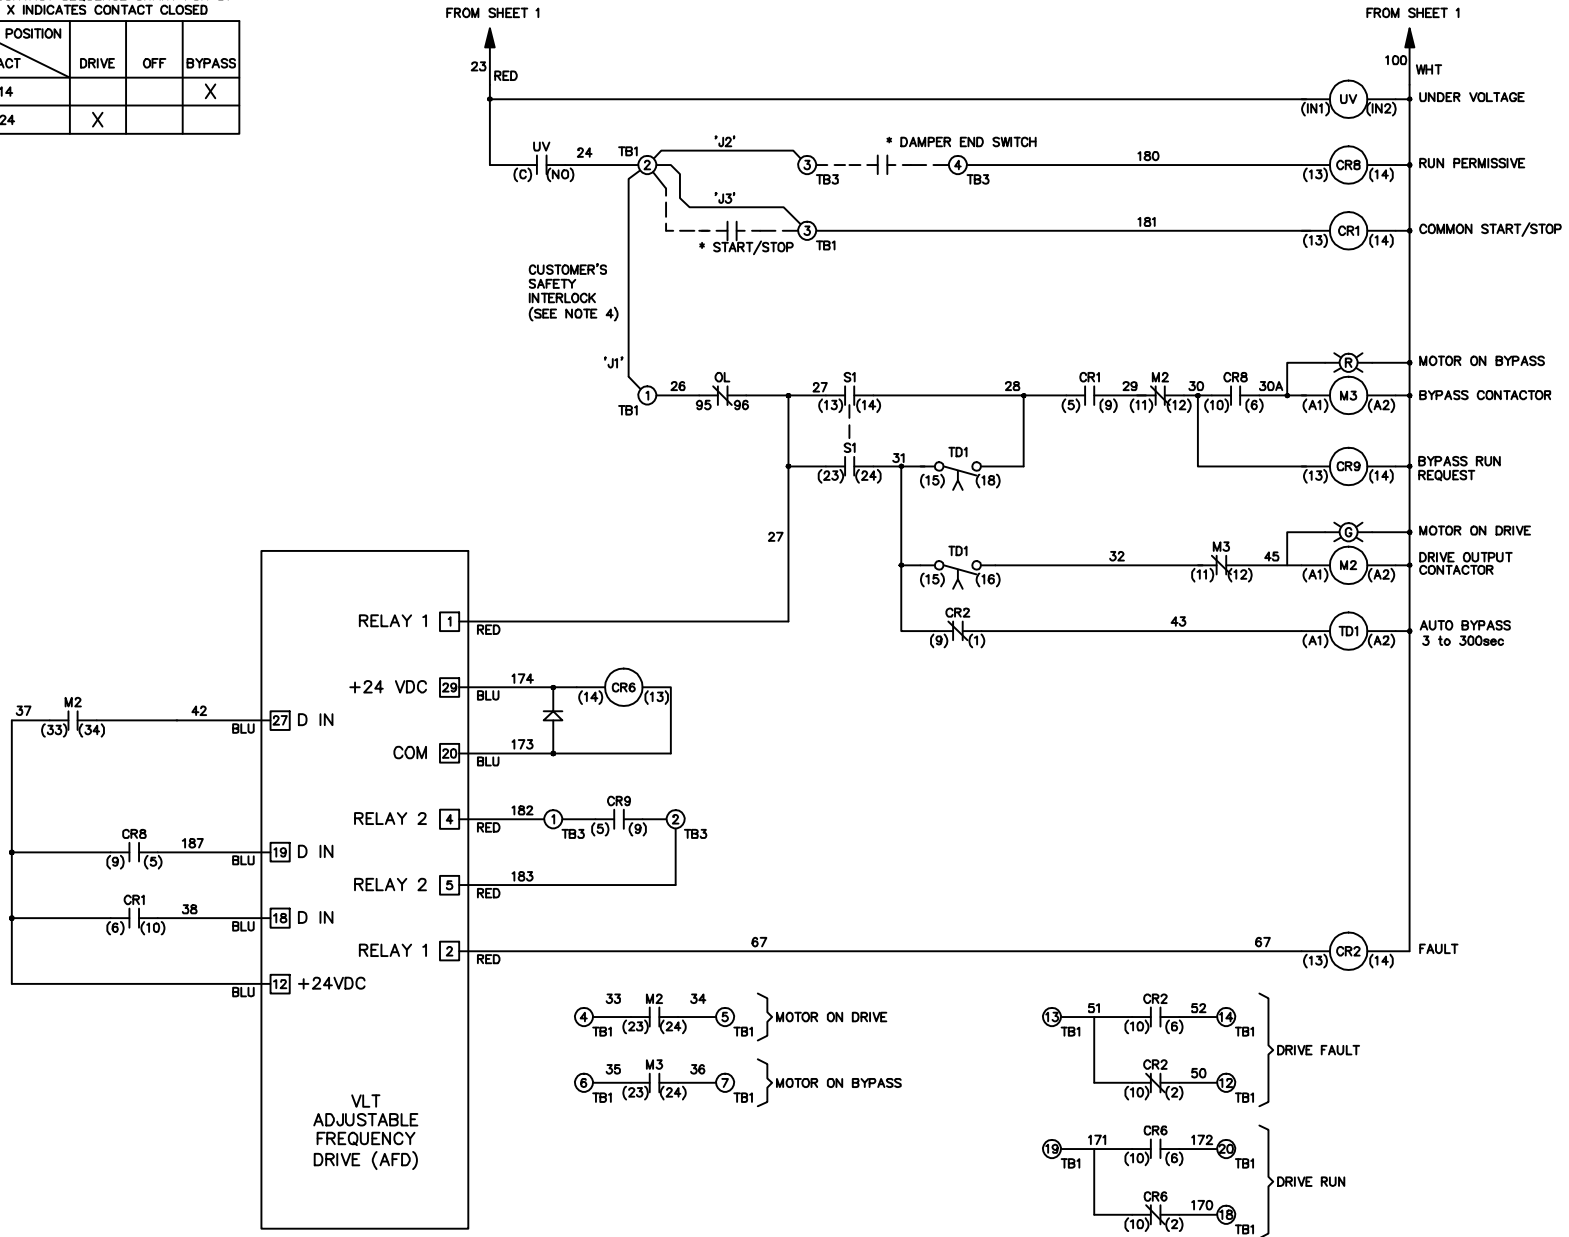 X INDICATES CONTACT CLOSED
POSITION
ACT DRIVE OFF BYPASS
14 X
24 X
FROM SHEET 1
23 RED
FROM SHEET 1
100 WHT
(IN1) UV (IN2) UNDER VOLTAGE
UV
(C) (NO)
24
TB1 2
'J2'
3 TB3
* DAMPER END SWITCH
4 TB3
180
(13) CR8 (14) RUN PERMISSIVE
'J3'
* START/STOP
3 TB1
181
(13) CR1 (14) COMMON START/STOP
CUSTOMER'S
SAFETY
INTERLOCK
(SEE NOTE 4)
'J1'
R MOTOR ON BYPASS
1 TB1
26
OL
95 96
27
S1
(13) (14)
28
CR1
(5) (9)
29
M2
(11) (12)
30
CR8
(10) (6)
30A
(A1) M3 (A2) BYPASS CONTACTOR
S1
(23) (24)
31
TD1
(15) (18)
(13) CR9 (14) BYPASS RUN
REQUEST
27
G MOTOR ON DRIVE
TD1
(15) (16)
32
M3
(11) (12)
45
(A1) M2 (A2) DRIVE OUTPUT
CONTACTOR
CR2
(9) (1)
43
(A1) TD1 (A2) AUTO BYPASS
3 to 300sec
RELAY 1 1 RED
+24 VDC 29 BLU
174
(14) CR6 (13)
COM 20 BLU
173
37
M2
(33) (34)
42
BLU 27 D IN
RELAY 2 4 RED
182
1 TB3
CR9
(5) (9)
2 TB3
CR8
(9) (5)
187
BLU 19 D IN
RELAY 2 5 RED
183
CR1
(6) (10)
38
BLU 18 D IN
RELAY 1 2 RED
67
67
(13) CR2 (14) FAULT
BLU 12 +24VDC
4 TB1
33
M2
(23) (24)
34
5 TB1
MOTOR ON DRIVE
6 TB1
35
M3
(23) (24)
36
7 TB1
MOTOR ON BYPASS
13 TB1
51
CR2
(10) (6)
52
14 TB1
DRIVE FAULT
CR2
(10) (2)
50
12 TB1
19 TB1
171
CR6
(10) (6)
172
20 TB1
DRIVE RUN
CR6
(10) (2)
170
18 TB1
VLT
ADJUSTABLE
FREQUENCY
DRIVE (AFD)